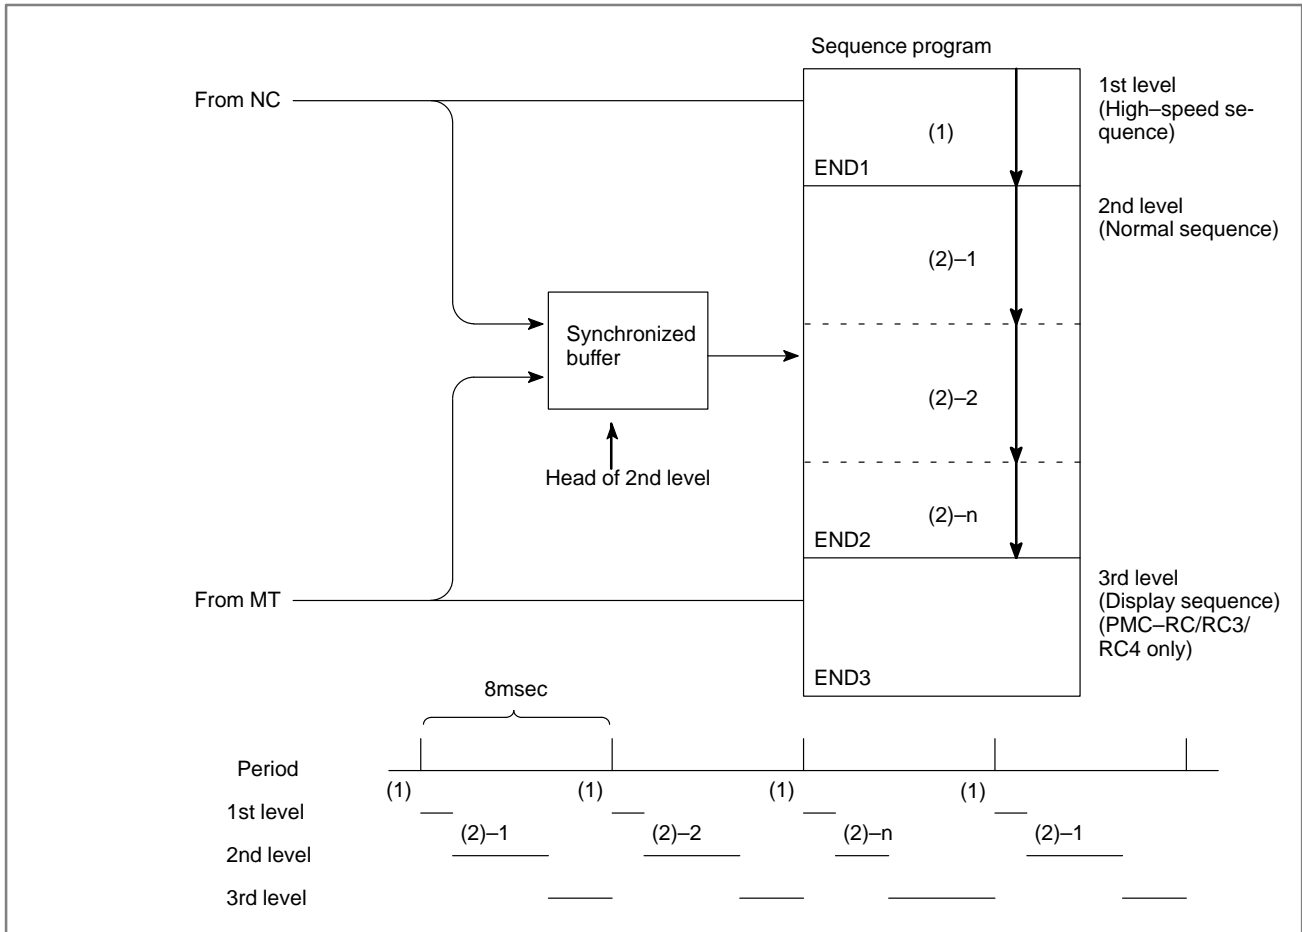 Sequence program
From NC
1st level
(High–speed se-
quence)
(1)
END1
2nd level
(Normal sequence)
(2)–1
Synchronized
buffer
(2)–2
Head of 2nd level
(2)–n
END2
From MT
3rd level
(Display sequence)
(PMC–RC/RC3/
RC4 only)
END3
8msec
Period
(1) (1) (1) (1)
1st level
(2)–1 (2)–2 (2)–n (2)–1
2nd level
3rd level